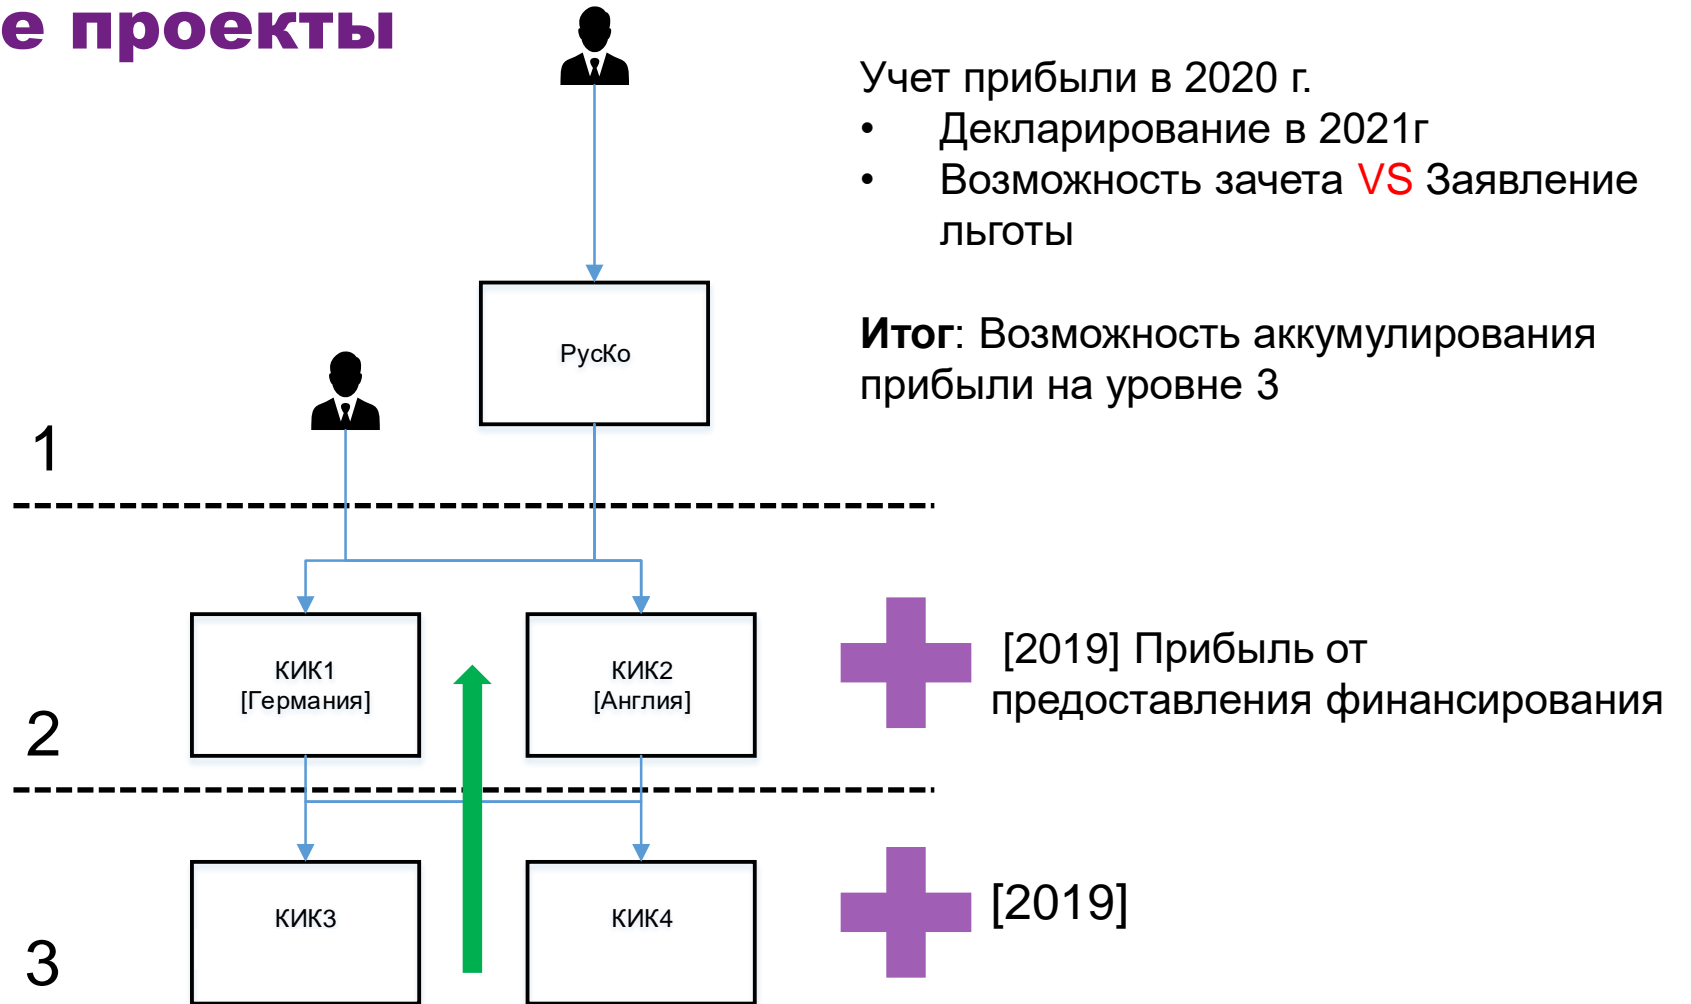 е проекты
Учет прибыли в 2020 г.
• Декларирование в 2021г
• Возможность зачета VS Заявление
льготы
Итог: Возможность аккумулирования
прибыли на уровне 3
РусКо
1
КИК1
[Германия]
КИК2
[Англия]
[2019] Прибыль от
предоставления финансирования
2
КИК3
КИК4
[2019]
3